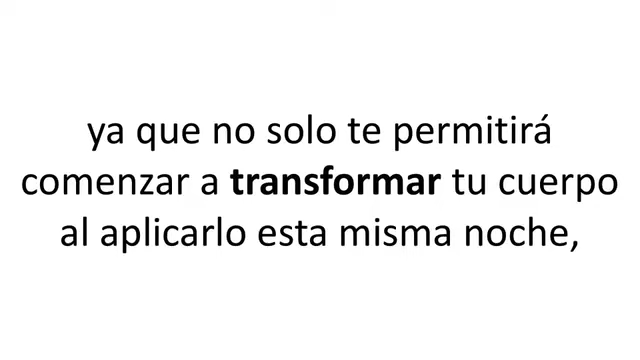 ya que no solo te permitirá
comenzar a transformar tu cuerpo
al aplicarlo esta misma noche,